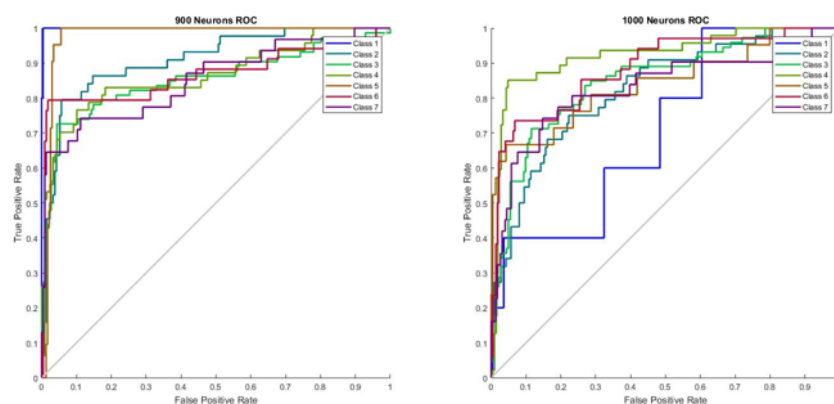 900 Neurons ROC
1
0.9
0.8
0.7
0.6
0.5
0.4
0.3
0.2
0.1
0
True Positive Rate
Class 1
Class 2
Class 3
Class 4
Class 5
Class 6
Class 7
0 0.1 0.2 0.3 0.4 0.5 0.6 0.7 0.8 0.9 1
False Positive Rate
1000 Neurons ROC
1
0.9
0.8
0.7
0.6
0.5
0.4
0.3
0.2
0.1
0
True Positive Rate
Class 1
Class 2
Class 3
Class 4
Class 5
Class 6
Class 7
0 0.1 0.2 0.3 0.4 0.5 0.6 0.7 0.8 0.9
False Positive Rate